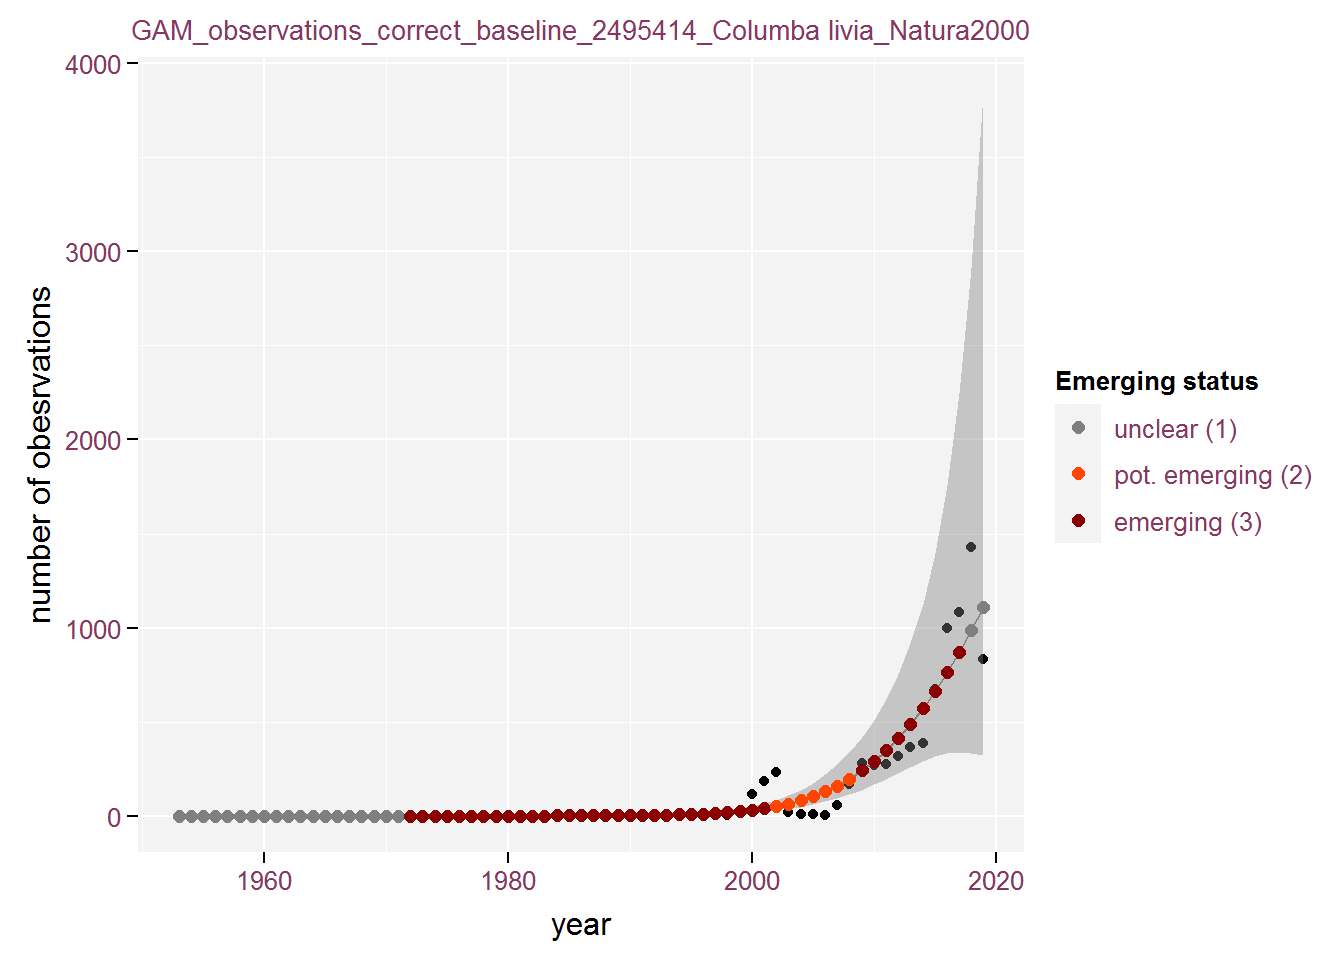 GAM_observations_correct_baseline_2495414_Columba livia_Natura2000
4000
3000
2000
1000
0
number of obesrvations
1960
1980
2000
2020
year
Emerging status
unclear (1)
pot. emerging (2)
emerging (3)